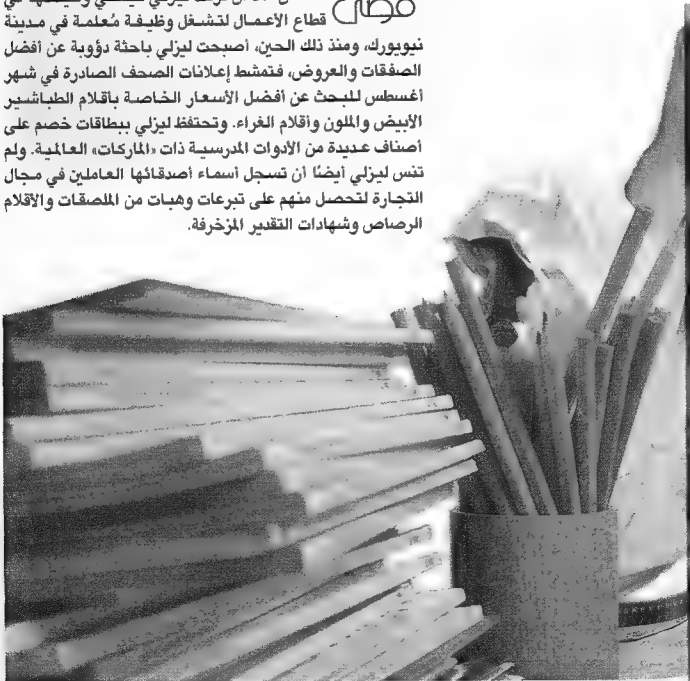 قطاع الأعمال لتشغل وظيفة مُعلمة في مدينة
نيويورك، ومنذ ذلك الحين، أصبحت ليزلي باحثة دؤوبة عن أفضل
الصفقات والعروض، فتمشط إعلانات الصحف الصادرة في شهر
أغسطس للبحث عن أفضل الأسعار الخاصة بأقلام الطباشير
الأبيض والملون وأقلام الغراء. وتحتفظ ليزلي ببطاقات خصم على
أصناف عديدة من الأدوات المدرسية ذات «الماركات» العالمية. ولم
تنس ليزلي أيضًا أن تسجل أسماء أصدقائها العاملين في مجال
التجارة لتحصل منهم على تبرعات وهبات من الملصقات والأقلام
الرصاص وشهادات التقدير المزخرفة.